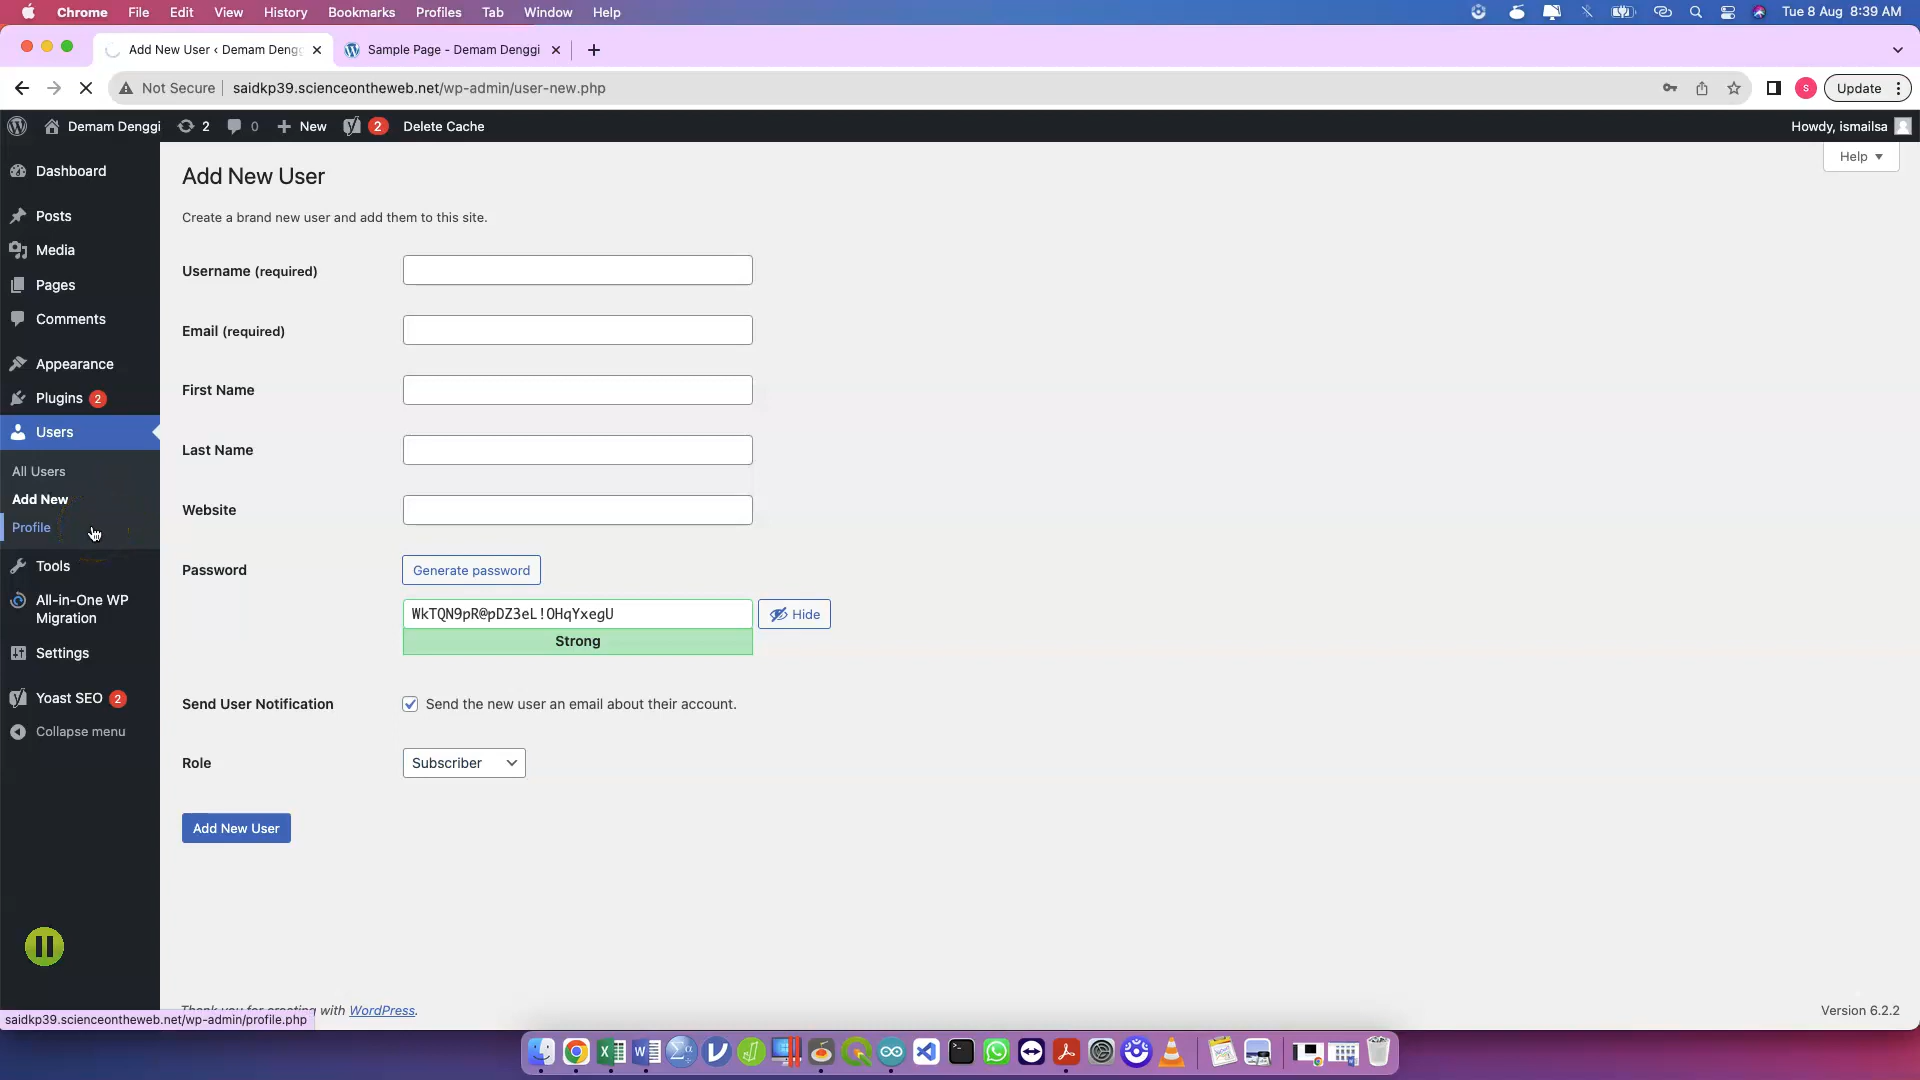 Chrome File Edit View History Bookmarks Profiles Tab Window Help
Tue 8 Aug 8:39 AM
Add New User ‹ Demam Deng
Sample Page - Demam Denggi
Not Secure
saidkp39.scienceontheweb.net/wp-admin/user-new.php
S
Update
Demam Denggi
2
0
New
2
Delete Cache
Howdy, ismailsa
Help
Dashboard
Posts
Media
Pages
Comments
Appearance
Plugins 2
Users
All Users
Add New
Profile
Tools
All-in-One WP
Migration
Settings
Yoast SEO 2
Collapse menu
Add New User
Create a brand new user and add them to this site.
Username (required)
Email (required)
First Name
Last Name
Website
Password
Generate password
WkTQN9pR@pDZ3eL!OHqYxegU
Hide
Strong
Send User Notification
Send the new user an email about their account.
Role
Subscriber
Add New User
Thank you for creating with WordPress.
Version 6.2.2
saidkp39.scienceontheweb.net/wp-admin/profile.php